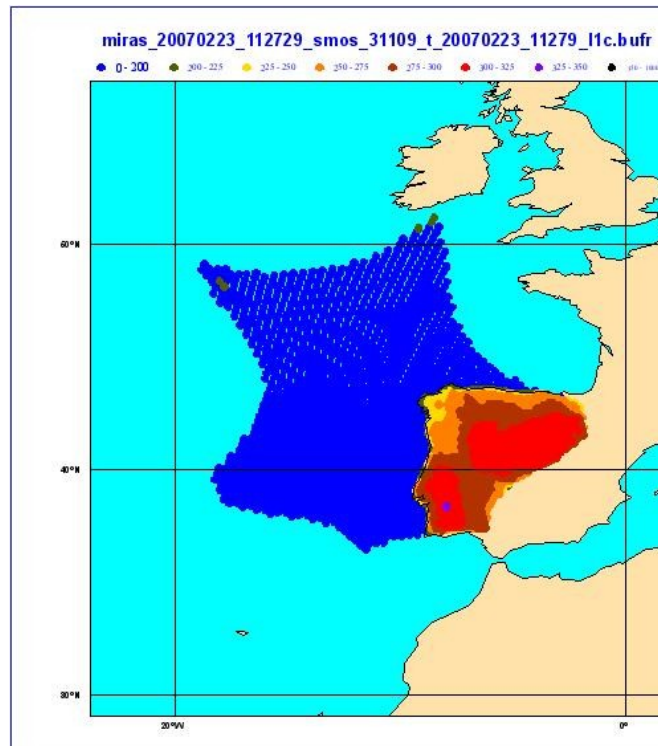 miras_20070223_112729_smos_31109_t_20070223_11279_l1c.bufr
0 - 200 200 - 225 225 - 250 250 - 275 275 - 300 300 - 325 325 - 350
60°N
40°N
30°N
20°W 0°